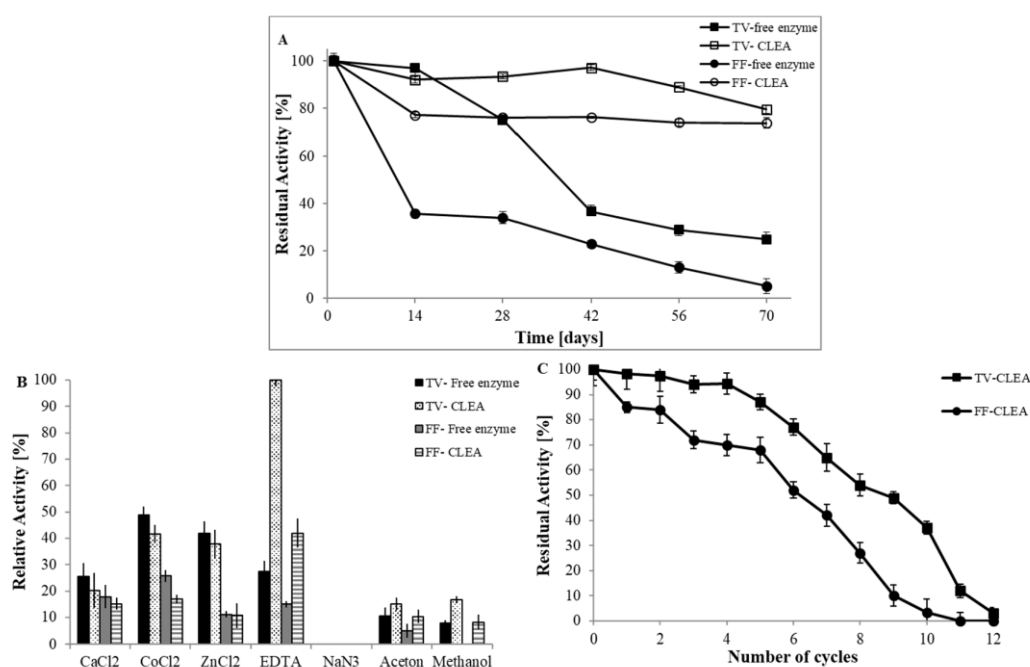 A
TV-free enzyme
TV- CLEA
FF-free enzyme
FF- CLEA
Residual Activity [%]
100
80
60
40
20
0
0 14 28 42 56 70
Time [days]
B
TV- Free enzyme
TV- CLEA
FF- Free enzyme
FF- CLEA
Relative Activity [%]
100
90
80
70
60
50
40
30
20
10
0
CaCl2 CoCl2 ZnCl2 EDTA NaN3 Aceton Methanol
C
TV-CLEA
FF-CLEA
Residual Activity [%]
100
90
80
70
60
50
40
30
20
10
0
0 2 4 6 8 10 12
Number of cycles